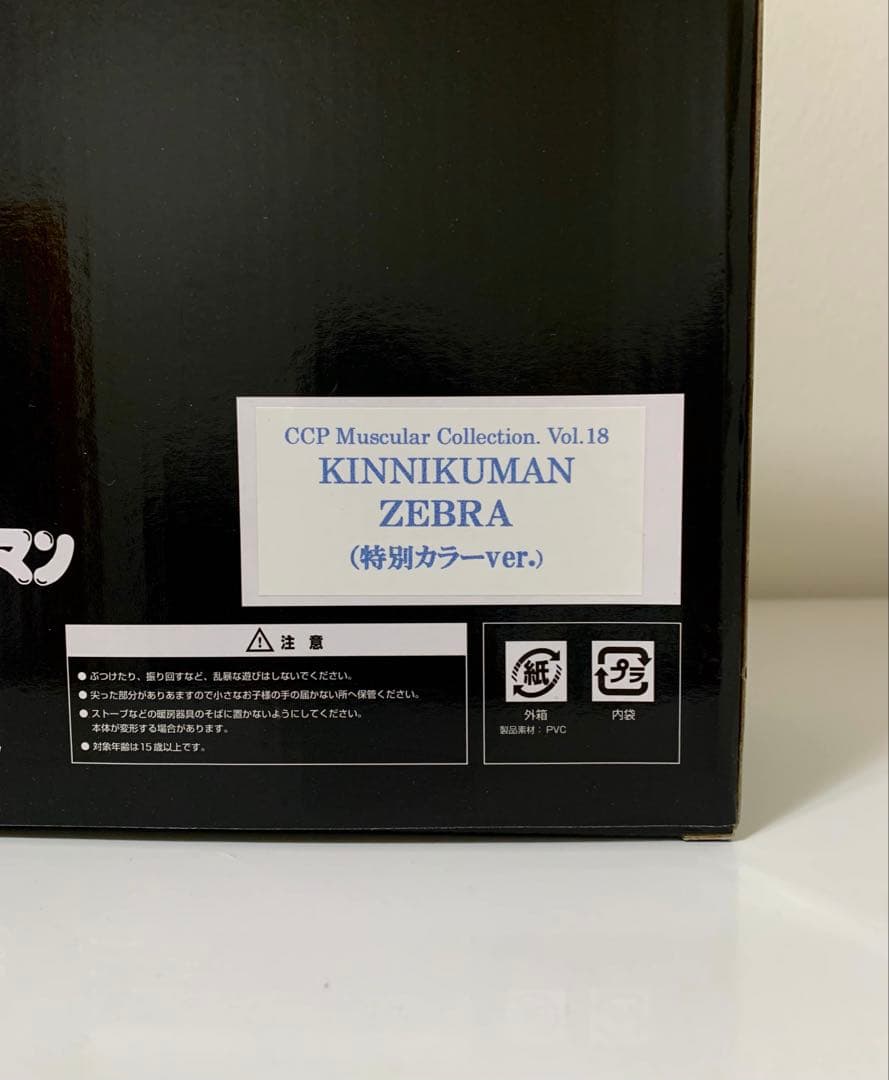 CCP Muscular Collection. Vol.18
KINNIKUMAN
ZEBRA
(特別カラーver.)
マン
注 意
●ぶつけたり、振り回すなど、乱暴な遊びはしないでください。
●尖った部分がありあますので小さなお子様の手の届かない所へ保管ください。
●ストーブなどの暖房器具のそばに置かないようにしてください。
本体が変形する場合があります。
●対象年齢は15歳以上です。
紙
外箱
製品素材：PVC
プラ
内袋